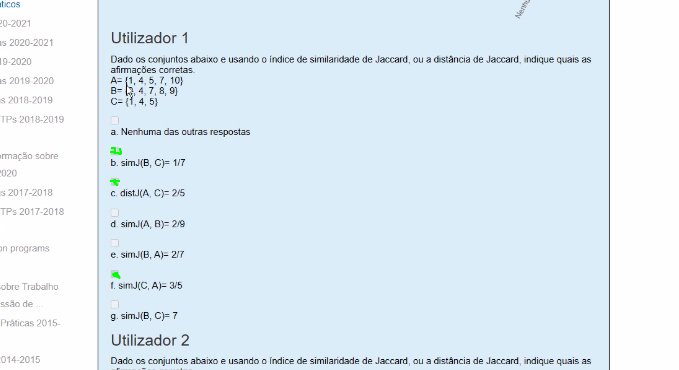 áticos
20-2021
as 2020-2021
19-2020
as 2019-2020
s 2018-2019
TPs 2018-2019
ormação sobre
2020
as 2017-2018
TPs 2017-2018
on programs
sobre Trabalho
ssão de ...
Práticas 2015-
2014-2015
Nenhu
Utilizador 1
Dado os conjuntos abaixo e usando o índice de similaridade de Jaccard, ou a distância de Jaccard, indique quais as
afirmações corretas.
A= {1, 4, 5, 7, 10}
B= {3, 4, 7, 8, 9}
C= {1, 4, 5}
a. Nenhuma das outras respostas
b. simJ(B, C)= 1/7
c. distJ(A, C)= 2/5
d. simJ(A, B)= 2/9
e. simJ(B, A)= 2/7
f. simJ(C, A)= 3/5
g. simJ(B, C)= 7
Utilizador 2
Dado os conjuntos abaixo e usando o índice de similaridade de Jaccard, ou a distância de Jaccard, indique quais as